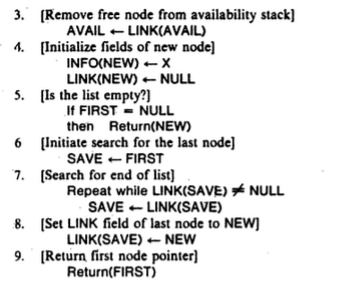 3. [Remove free node from availability stack]
AVAIL ← LINK(AVAIL)
4. [Initialize fields of new node]
INFO(NEW) ← X
LINK(NEW) ← NULL
5. [Is the list empty?]
If FIRST = NULL
then Return(NEW)
6 [Initiate search for the last node]
SAVE ← FIRST
7. [Search for end of list]
Repeat while LINK(SAVE) ≠ NULL
SAVE ← LINK(SAVE)
8. [Set LINK field of last node to NEW]
LINK(SAVE) ← NEW
9. [Return first node pointer]
Return(FIRST)